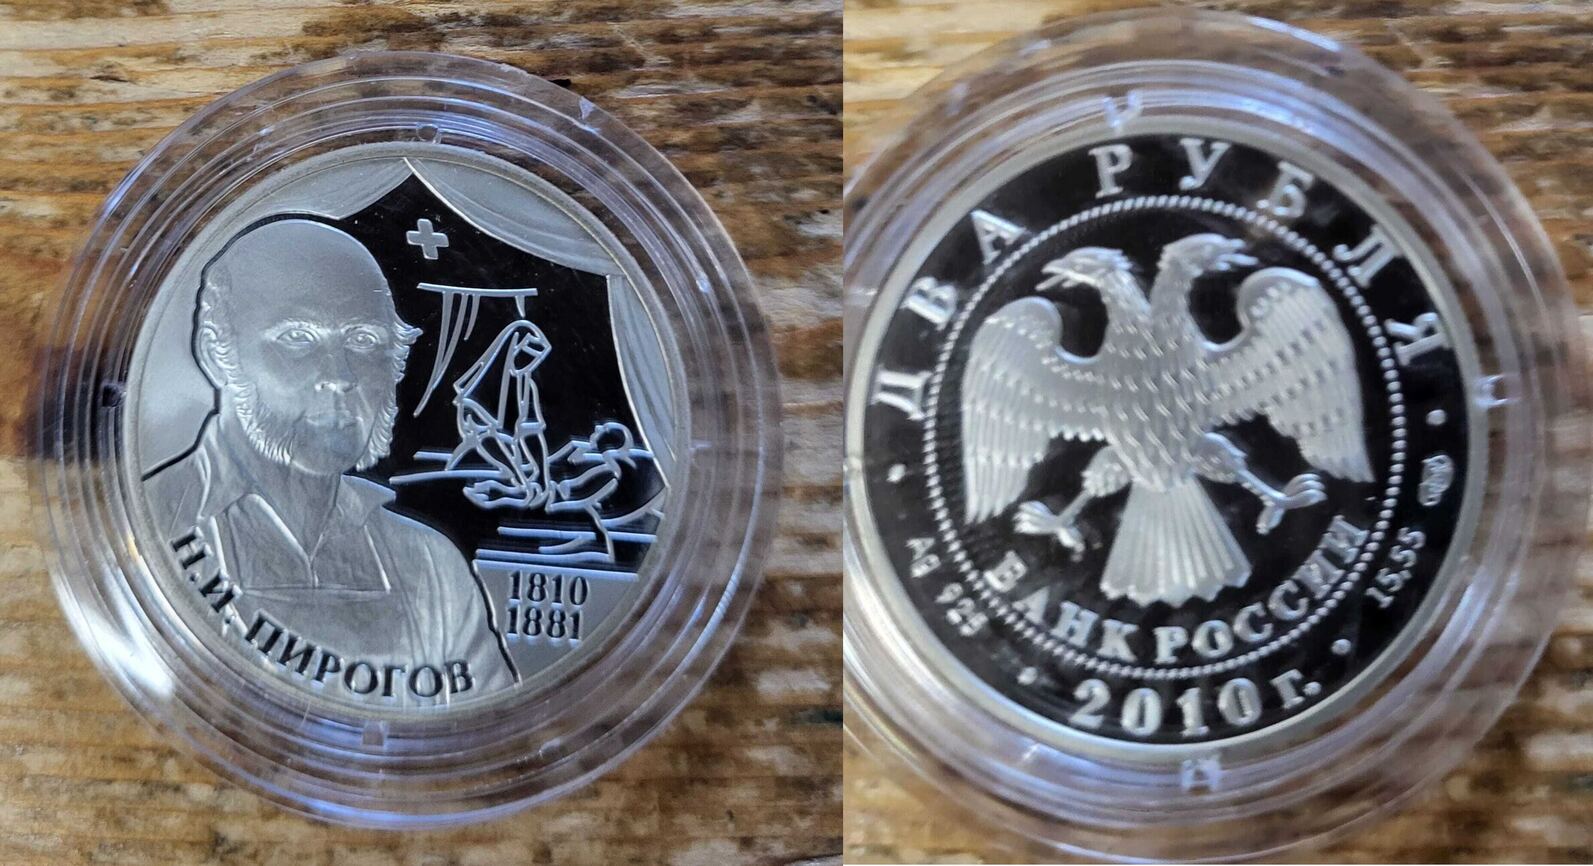 1810
1881
Н.И. ПИРОГОВ
ДВА РУБЛЯ
БАНК РОССИИ
Ag 925
15,55
• 2010 г. •